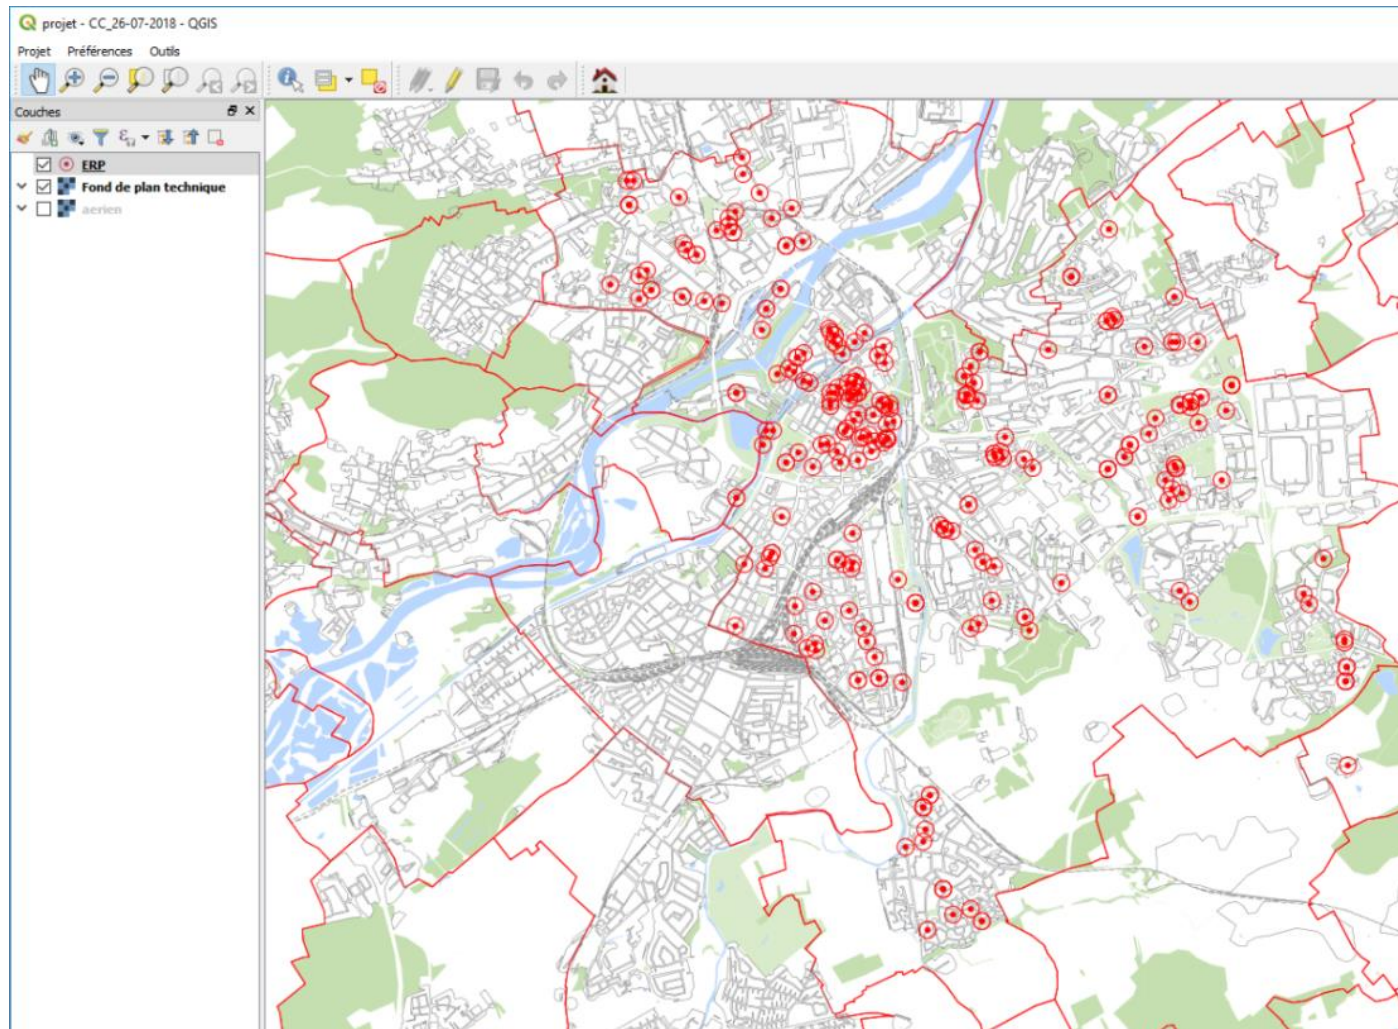 projet - CC_26-07-2018 - QGIS
Projet Préférences Outils
Couches
ERP
Fond de plan technique
aerien